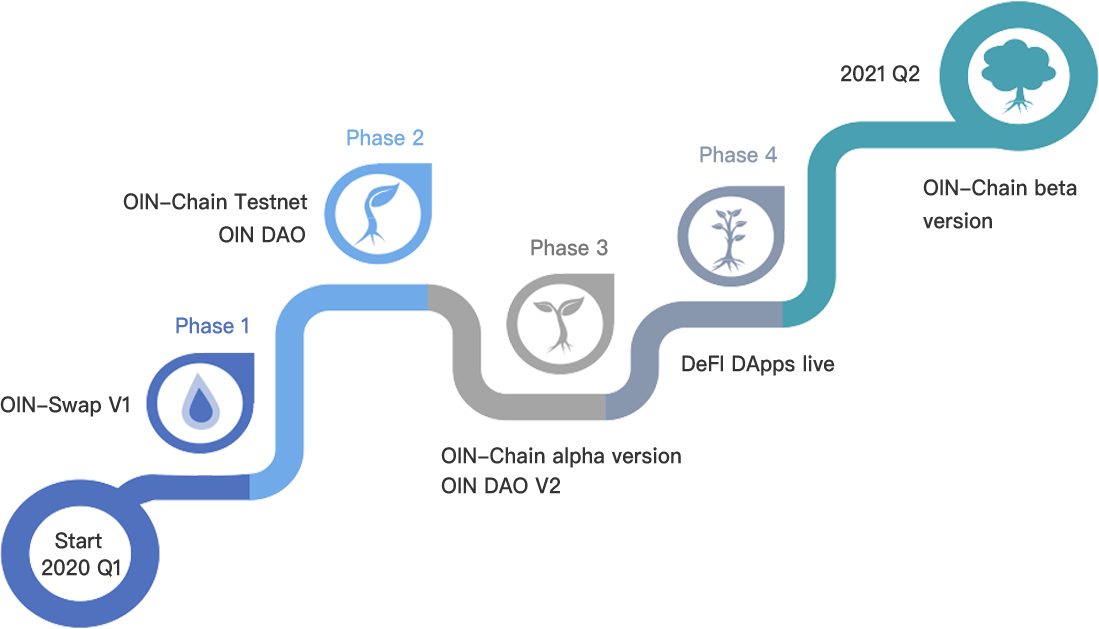 Start
2020 Q1
Phase 1
OIN–Swap V1
Phase 2
OIN–Chain Testnet
OIN DAO
Phase 3
OIN–Chain alpha version
OIN DAO V2
Phase 4
DeFI DApps live
2021 Q2
OIN–Chain beta
version